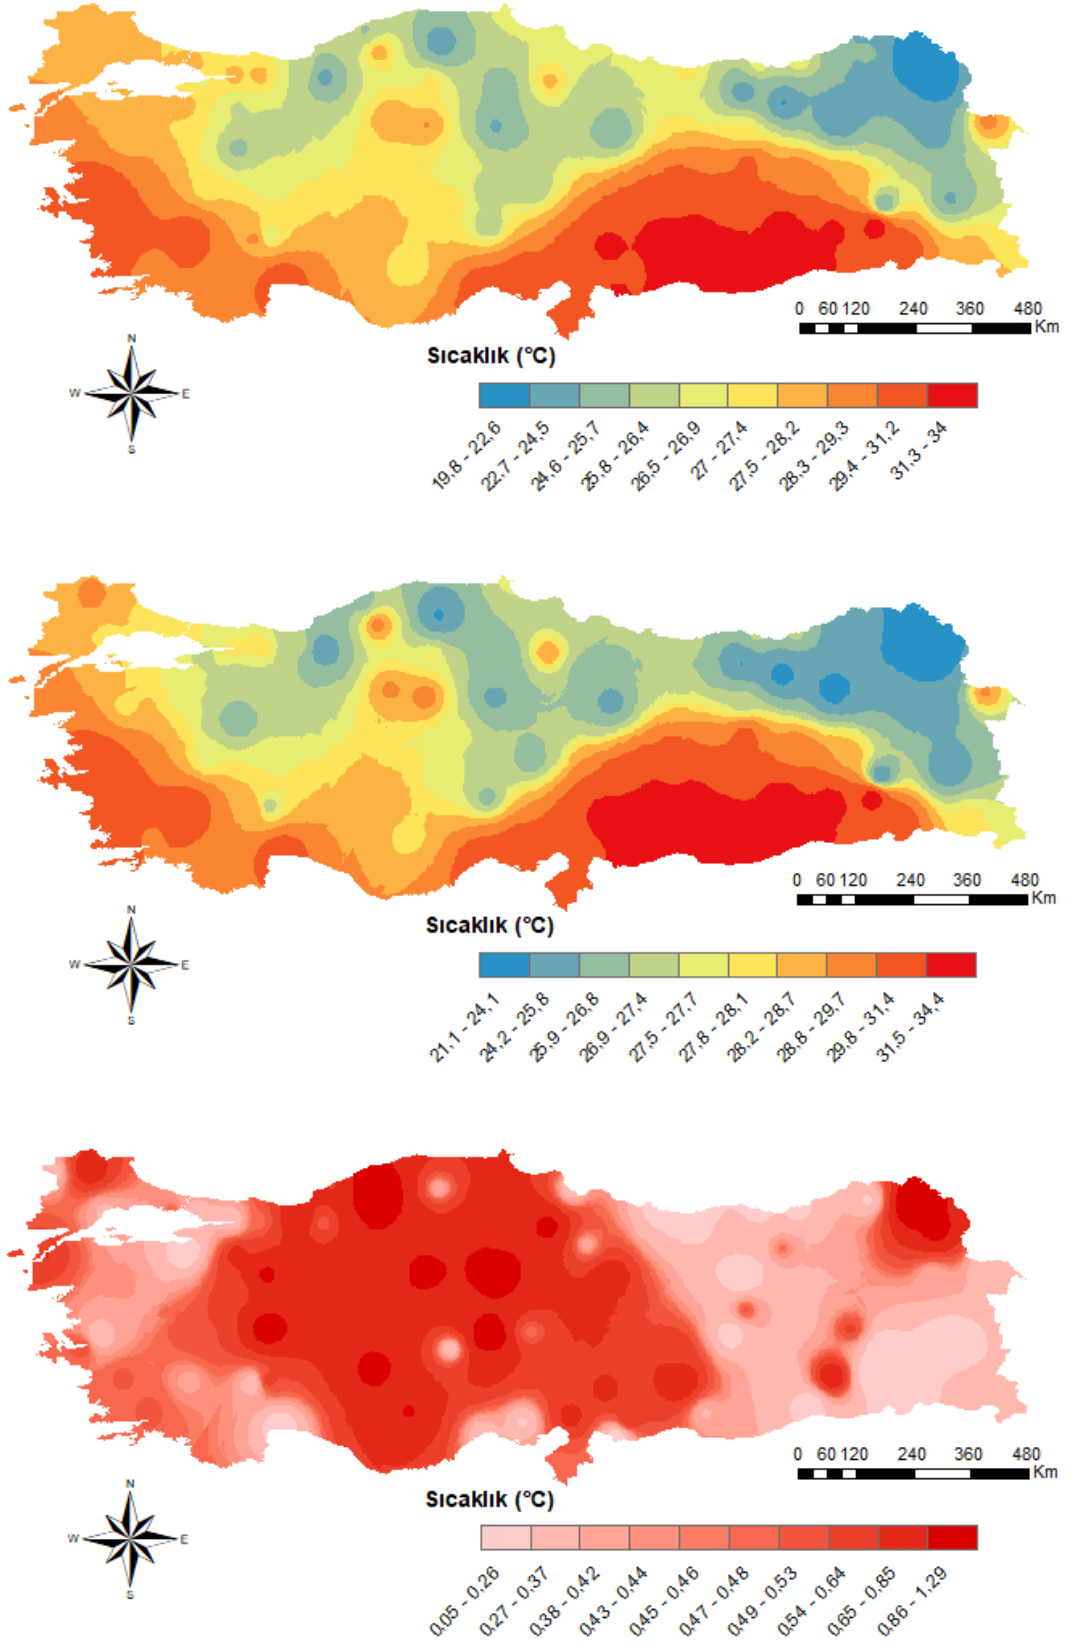 0 60 120 240 360 480
Km
N
W E
S
Sıcaklık (°C)
19,8 - 22,6
22,7 - 24,5
24,6 - 25,7
25,8 - 26,4
26,5 - 26,9
27 - 27,4
27,5 - 28,2
28,3 - 29,3
29,4 - 31,2
31,3 - 34
0 60 120 240 360 480
Km
N
W E
S
Sıcaklık (°C)
21,1 - 24,1
24,2 - 25,8
25,9 - 26,8
26,9 - 27,4
27,5 - 27,7
27,8 - 28,1
28,2 - 28,7
28,8 - 29,7
29,8 - 31,4
31,5 - 34,4
0 60 120 240 360 480
Km
N
W E
S
Sıcaklık (°C)
0,05 - 0,26
0,27 - 0,37
0,38 - 0,42
0,43 - 0,44
0,45 - 0,46
0,47 - 0,48
0,49 - 0,53
0,54 - 0,64
0,65 - 0,85
0,86 - 1,29